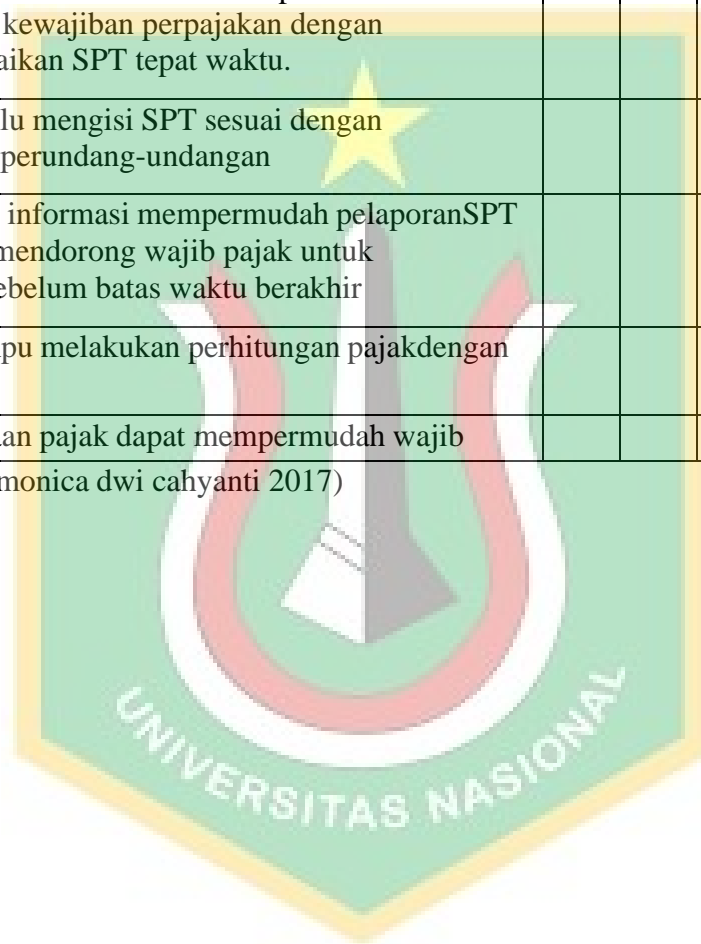 kewajiban perpajakan dengan
aikan SPT tepat waktu.
lu mengisi SPT sesuai dengan
perundang-undangan
informasi mempermudah pelaporanSPT
mendorong wajib pajak untuk
ebelum batas waktu berakhir
pu melakukan perhitungan pajakdengan
an pajak dapat mempermudah wajib
monica dwi cahyanti 2017)
UNIVERSITAS NASIONAL